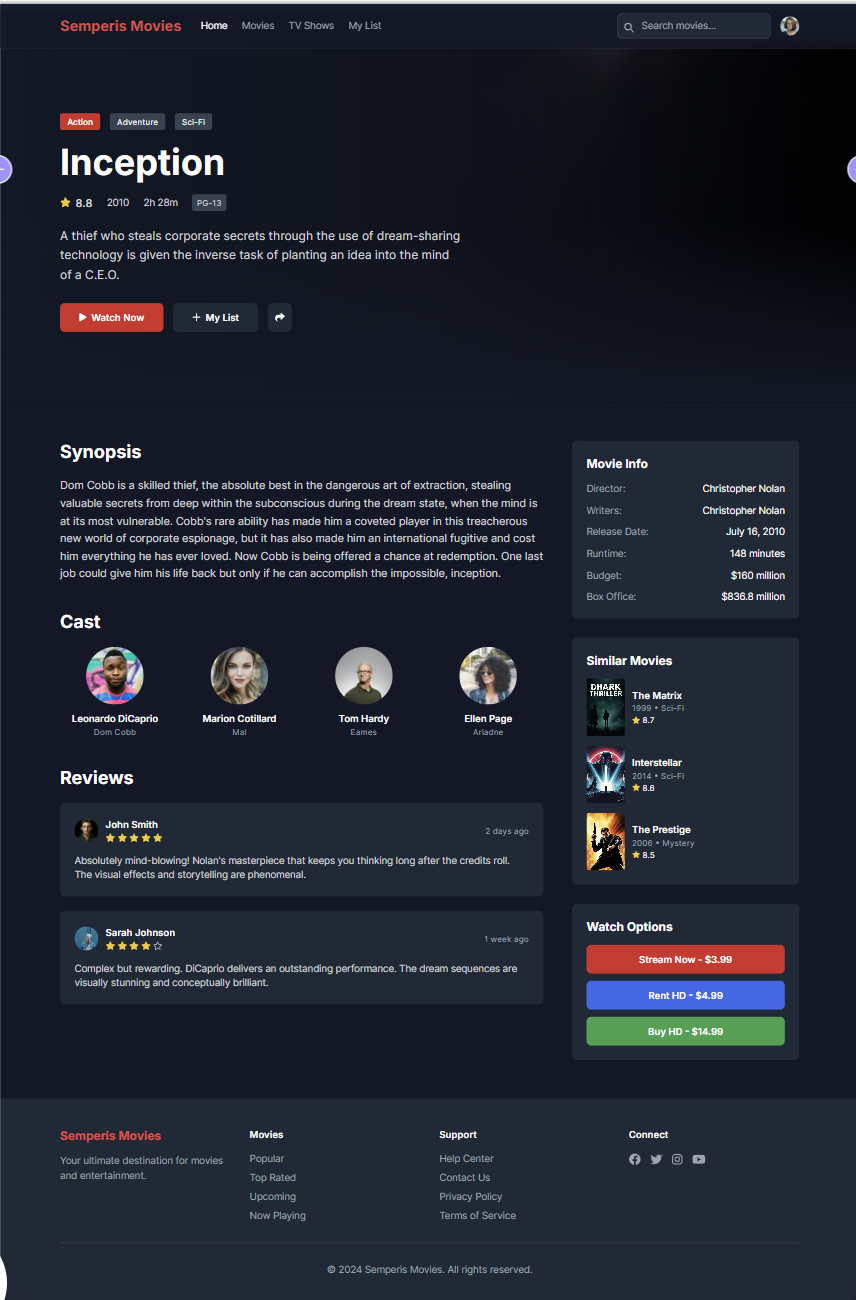 Semperis Movies Home Movies TV Shows My List Search movies...
Action Adventure Sci-Fi
Inception
8.8 2010 2h 28m PG-13
A thief who steals corporate secrets through the use of dream-sharing
technology is given the inverse task of planting an idea into the mind
of a C.E.O.
Watch Now My List
Synopsis
Dom Cobb is a skilled thief, the absolute best in the dangerous art of extraction, stealing
valuable secrets from deep within the subconscious during the dream state, when the mind is
at its most vulnerable. Cobb's rare ability has made him a coveted player in this treacherous
new world of corporate espionage, but it has also made him an international fugitive and cost
him everything he has ever loved. Now Cobb is being offered a chance at redemption. One last
job could give him his life back but only if he can accomplish the impossible, inception.
Cast
Leonardo DiCaprio Marion Cotillard Tom Hardy Ellen Page
Dom Cobb Mal Eames Ariadne
Reviews
John Smith
2 days ago
Absolutely mind-blowing! Nolan's masterpiece that keeps you thinking long after the credits roll.
The visual effects and storytelling are phenomenal.
Sarah Johnson
1 week ago
Complex but rewarding. DiCaprio delivers an outstanding performance. The dream sequences are
visually stunning and conceptually brilliant.
Movie Info
Director: Christopher Nolan
Writers: Christopher Nolan
Release Date: July 16, 2010
Runtime: 148 minutes
Budget: $160 million
Box Office: $836.8 million
Similar Movies
DHARK
THRILLER
The Matrix
1999 • Sci-Fi
8.7
Interstellar
2014 • Sci-Fi
8.6
The Prestige
2006 • Mystery
8.5
Watch Options
Stream Now - $3.99
Rent HD - $4.99
Buy HD - $14.99
Semperis Movies
Your ultimate destination for movies
and entertainment.
Movies
Popular
Top Rated
Upcoming
Now Playing
Support
Help Center
Contact Us
Privacy Policy
Terms of Service
Connect
© 2024 Semperis Movies. All rights reserved.